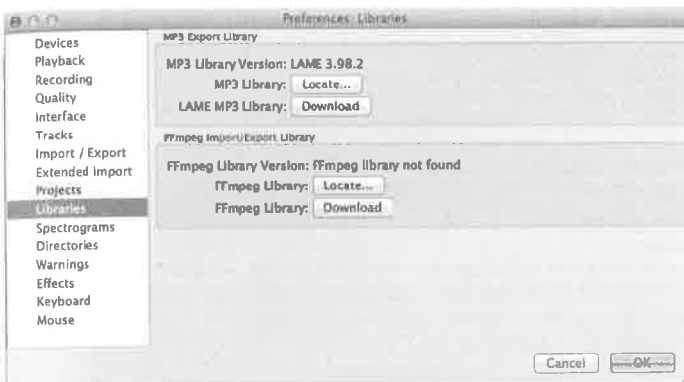 Preferences: Libraries
Devices
Playback
Recording
Quality
Interface
Tracks
Import / Export
Extended Import
Projects
Libraries
Spectrograms
Directories
Warnings
Effects
Keyboard
Mouse
MP3 Export Library
MP3 Library Version: LAME 3.98.2
MP3 Library: Locate...
LAME MP3 Library: Download
FFmpeg Import/Export Library
FFmpeg Library Version: FFmpeg library not found
FFmpeg Library: Locate...
FFmpeg Library: Download
Cancel OK